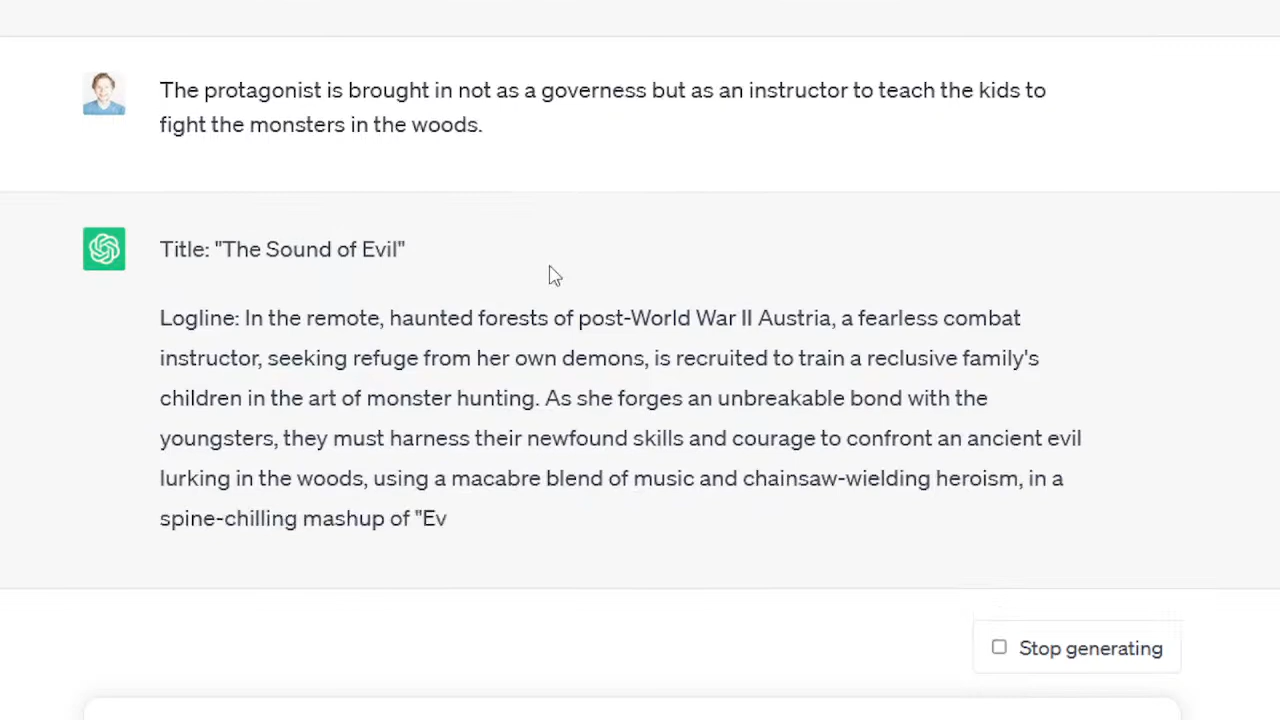 The protagonist is brought in not as a governess but as an instructor to teach the kids to
fight the monsters in the woods.
Title: "The Sound of Evil"
Logline: In the remote, haunted forests of post-World War II Austria, a fearless combat
instructor, seeking refuge from her own demons, is recruited to train a reclusive family's
children in the art of monster hunting. As she forges an unbreakable bond with the
youngsters, they must harness their newfound skills and courage to confront an ancient evil
lurking in the woods, using a macabre blend of music and chainsaw-wielding heroism, in a
spine-chilling mashup of "Ev
Stop generating